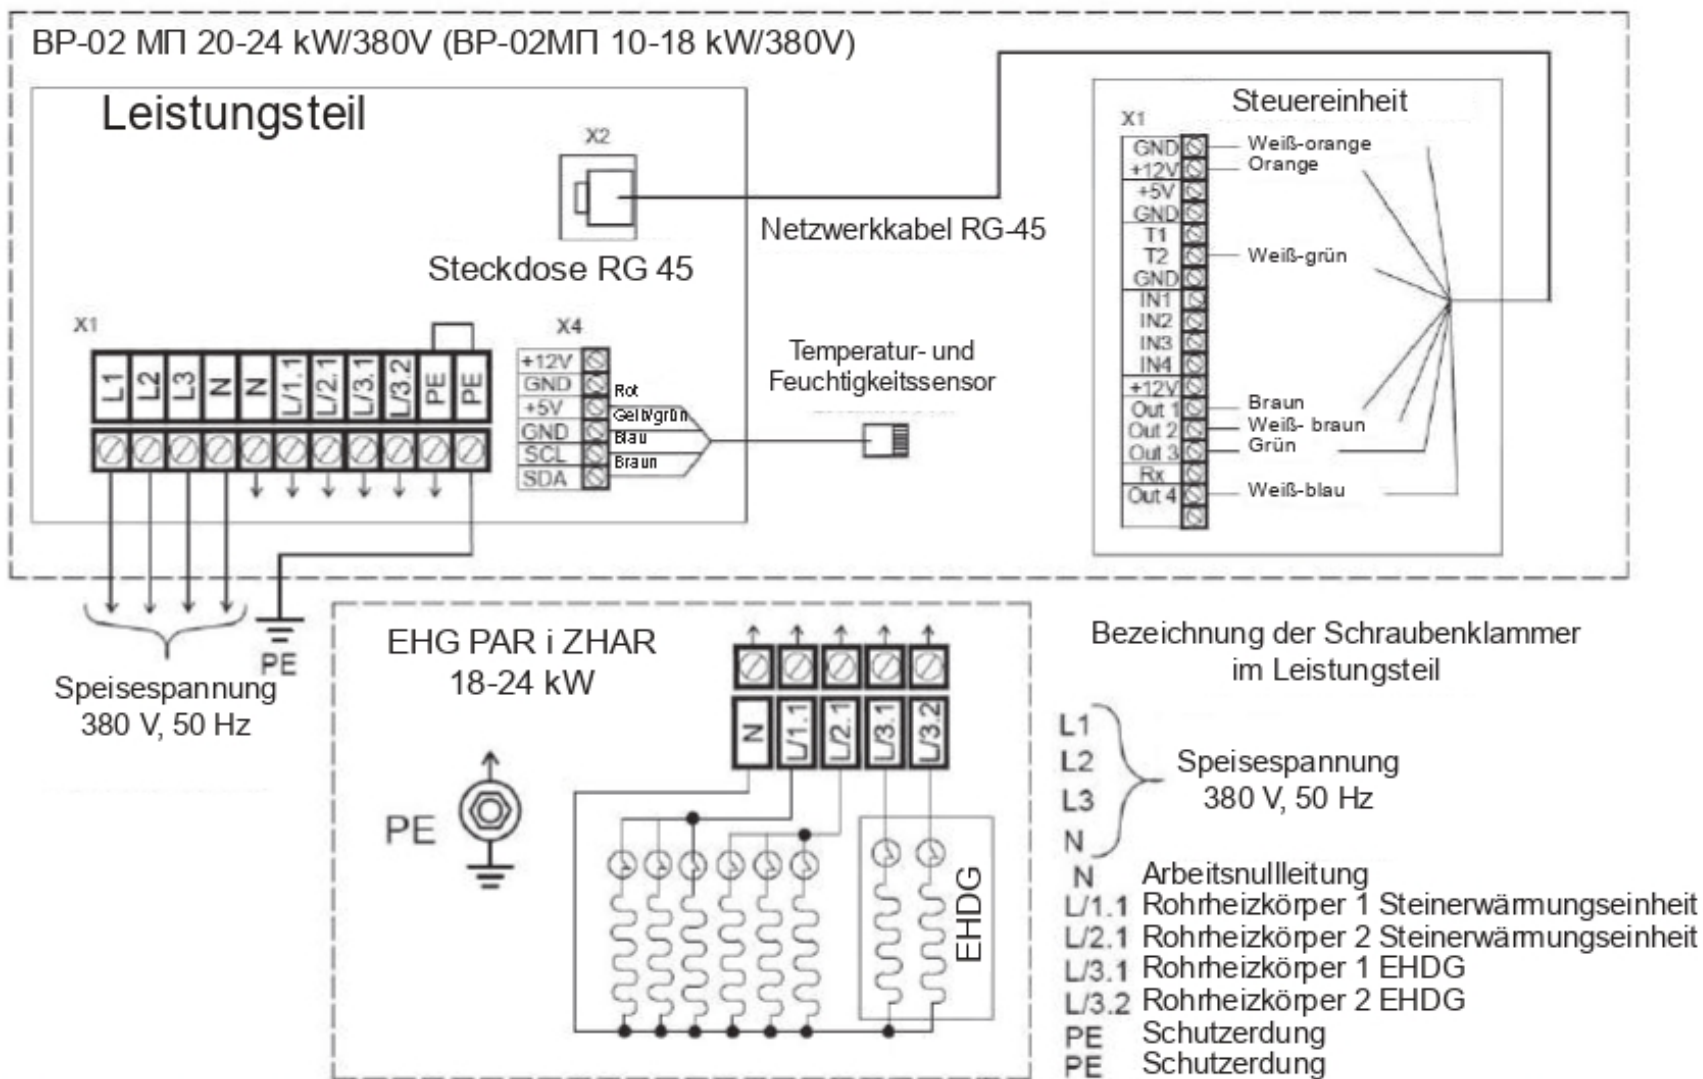 BP-02 МП 20-24 kW/380V (BP-02МП 10-18 kW/380V)
Leistungsteil
X2
Steckdose RG 45
Netzwerkkabel RG-45
X1
L1
L2
L3
N
N
L/1.1
L/2.1
L/3.1
L/3.2
PE
PE
X4
+12V
GND
+5V
GND
SCL
SDA
Rot
Gelb/grün
Blau
Braun
Temperatur- und
Feuchtigkeitssensor
Steuereinheit
X1
GND
Weiß-orange
+12V
Orange
+5V
GND
T1
T2
Weiß-grün
GND
IN1
IN2
IN3
IN4
+12V
Out 1
Braun
Out 2
Weiß- braun
Out 3
Grün
Rx
Out 4
Weiß-blau
PE
Speisespannung
380 V, 50 Hz
EHG PAR i ZHAR
18-24 kW
PE
N
L/1.1
L/2.1
L/3.1
L/3.2
EHDG
Bezeichnung der Schraubenklammer
im Leistungsteil
L1
L2
L3
N
Speisespannung
380 V, 50 Hz
N Arbeitsnullleitung
L/1.1 Rohrheizkörper 1 Steinerwärmungseinheit
L/2.1 Rohrheizkörper 2 Steinerwärmungseinheit
L/3.1 Rohrheizkörper 1 EHDG
L/3.2 Rohrheizkörper 2 EHDG
PE Schutzerdung
PE Schutzerdung